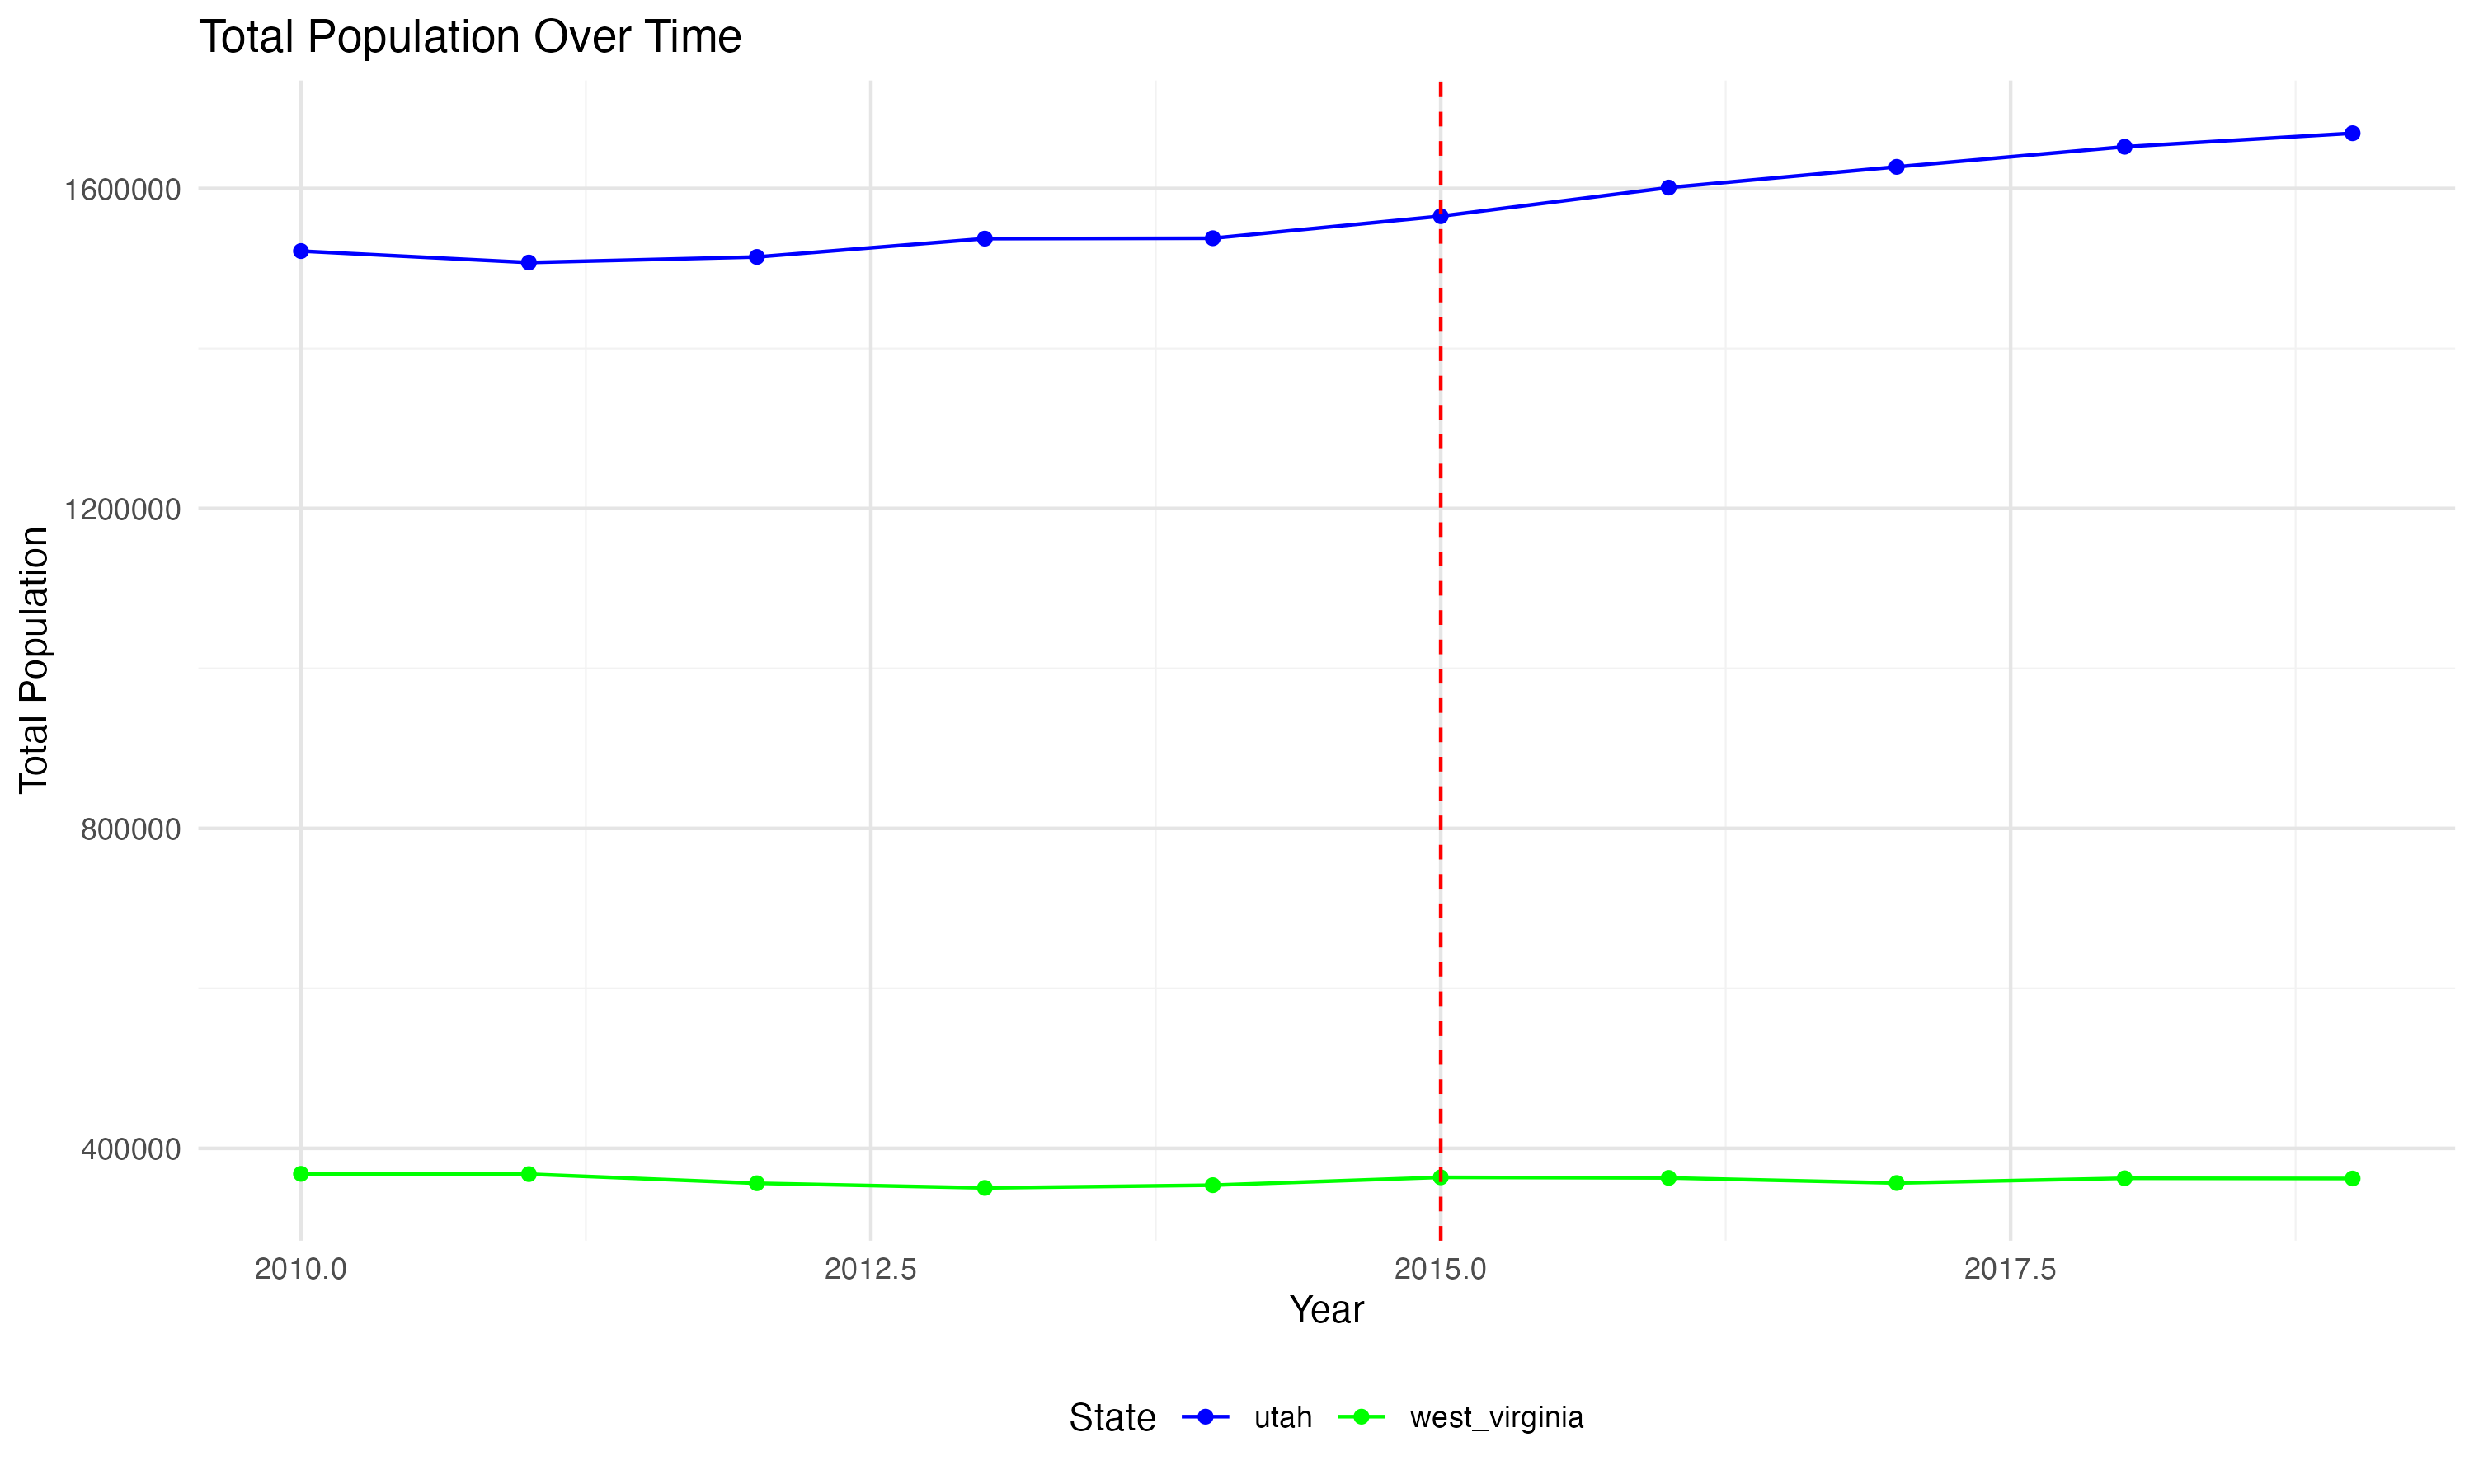 Total Population Over Time
Total Population
1600000
1200000
800000
400000
2010.0 2012.5 2015.0 2017.5
Year
State utah west_virginia